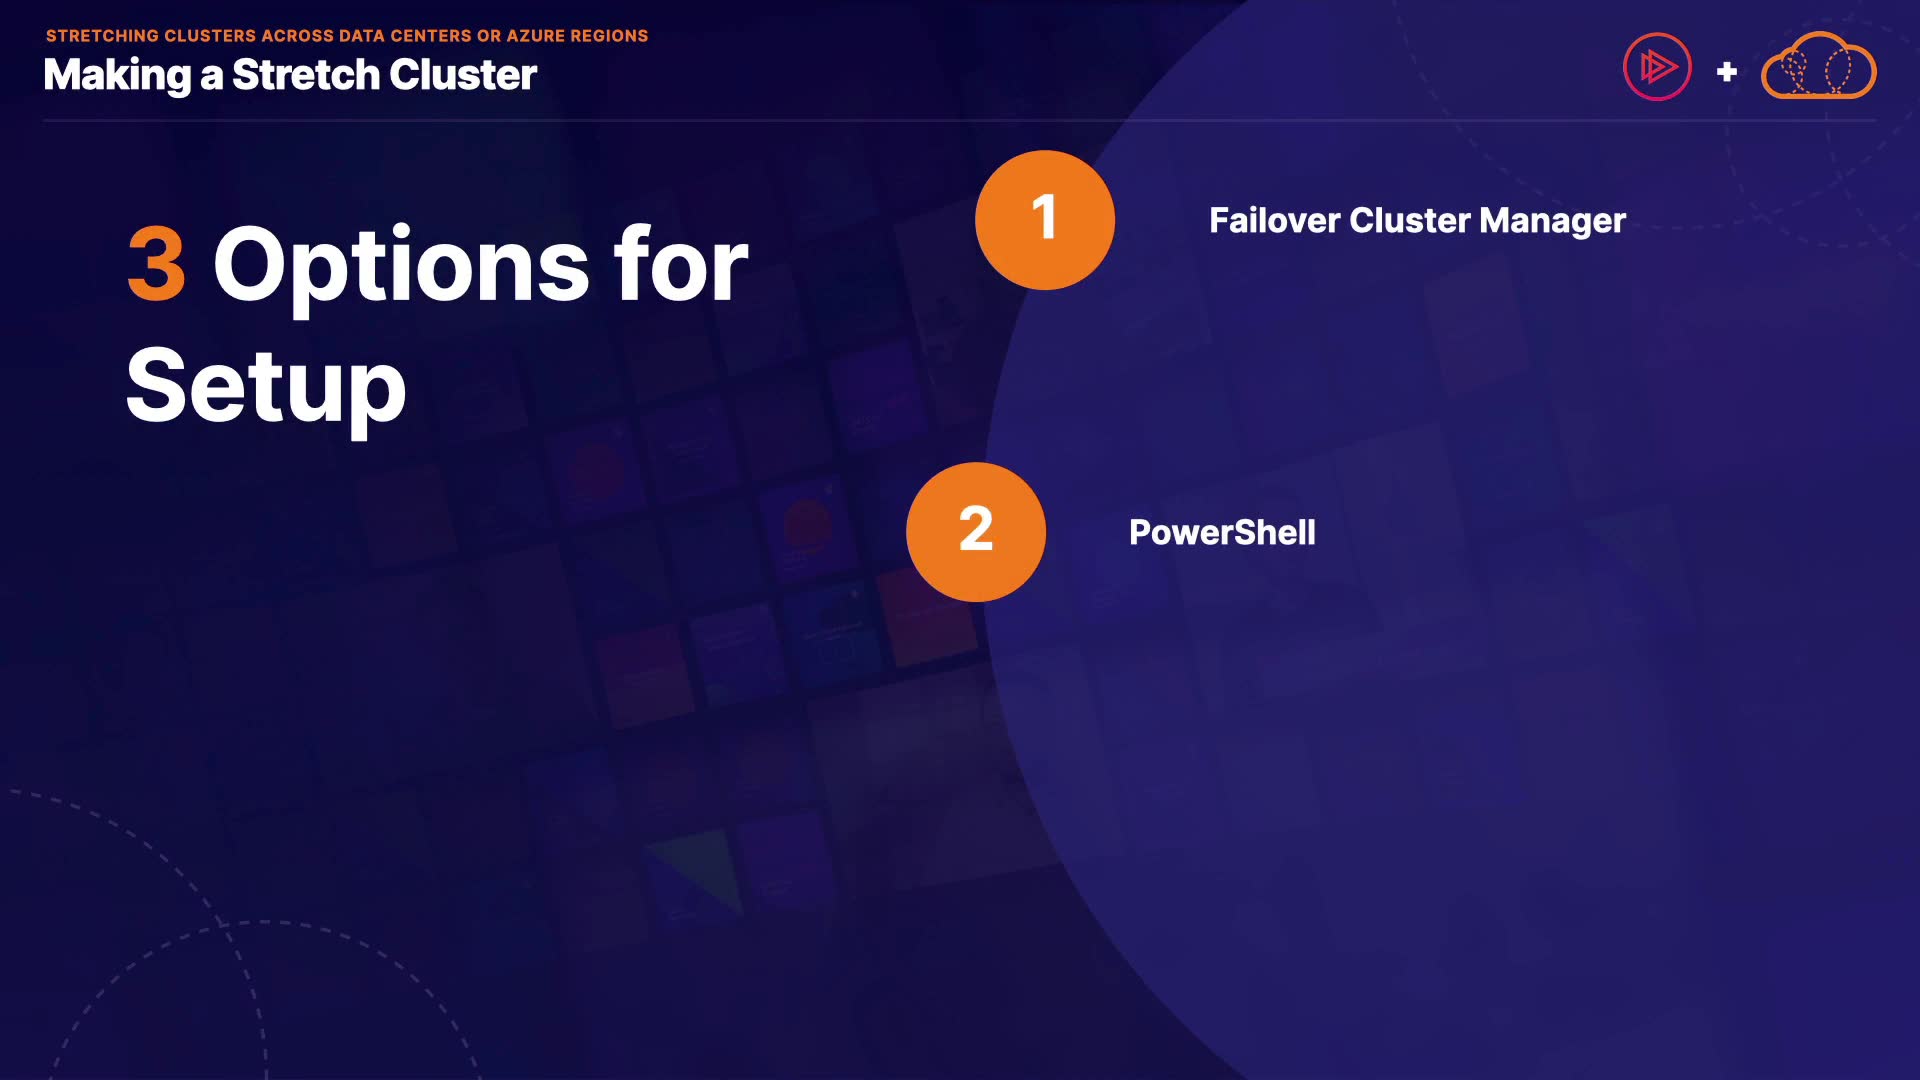 STRETCHING CLUSTERS ACROSS DATA CENTERS OR AZURE REGIONS
Making a Stretch Cluster
+
3 Options for
Setup
1
Failover Cluster Manager
2
PowerShell